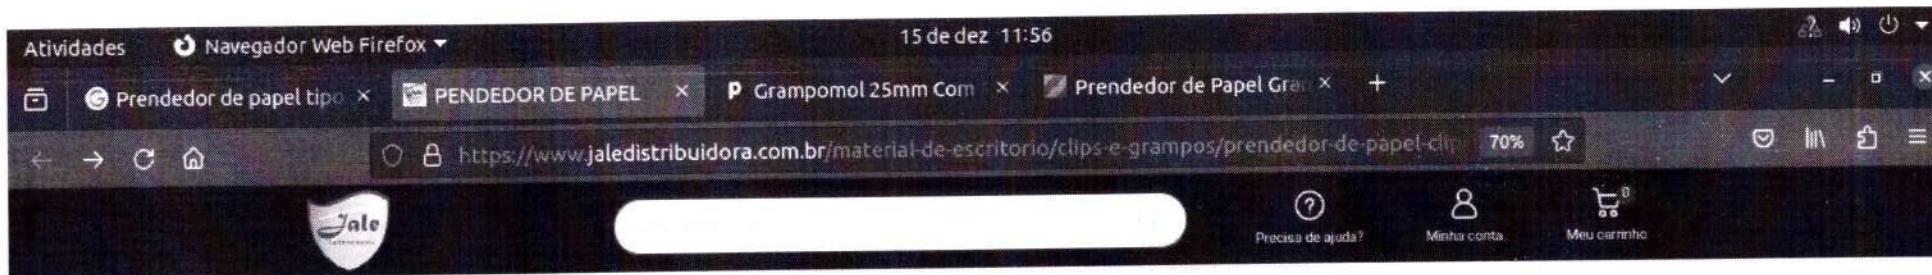 Atividades Navegador Web Firefox 15 de dez 11:56
Prendedor de papel tipo PENDEDOR DE PAPEL Grampomol 25mm Com Prendedor de Papel Gra
https://www.jaledistribuidora.com.br/material-de-escritorio/clips-e-grampos/prendedor-de-papel-clip 70%
Jale 0
Precisa de ajuda? Minha conta Meu carrinho